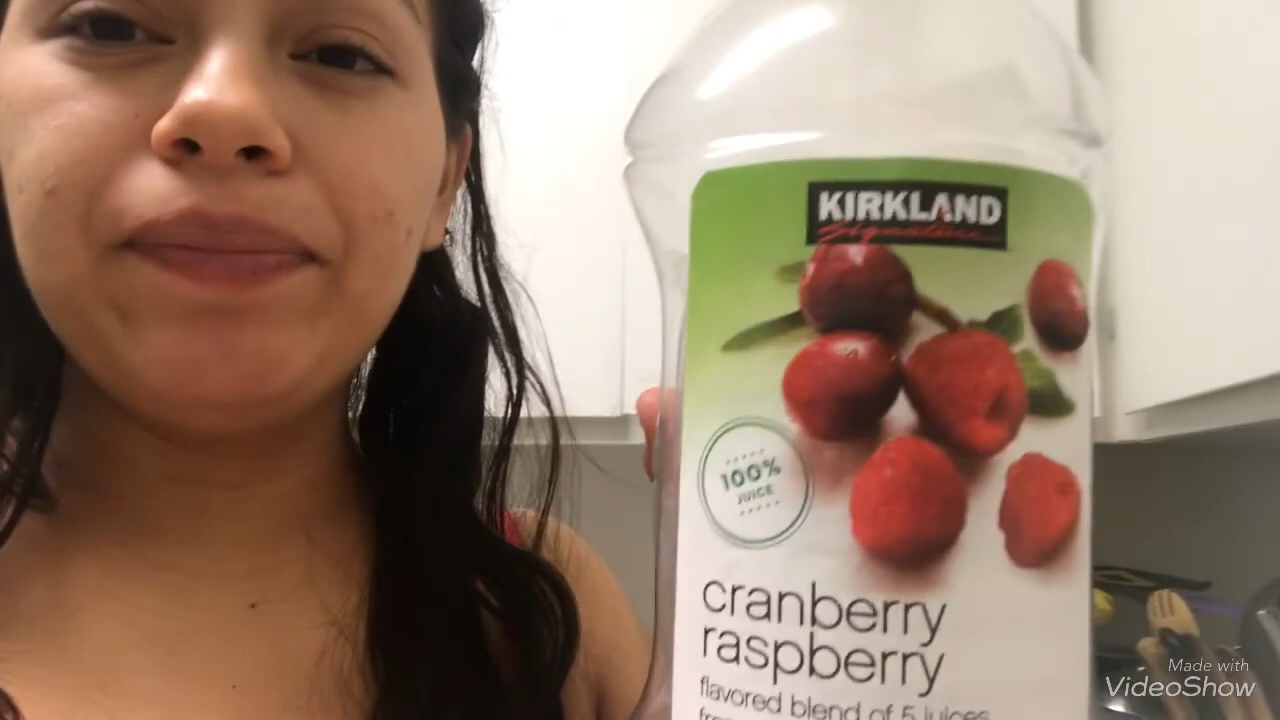 KIRKLAND
Signature
100%
JUICE
cranberry
raspberry
flavored blend of 5 juices
Made with
VideoShow